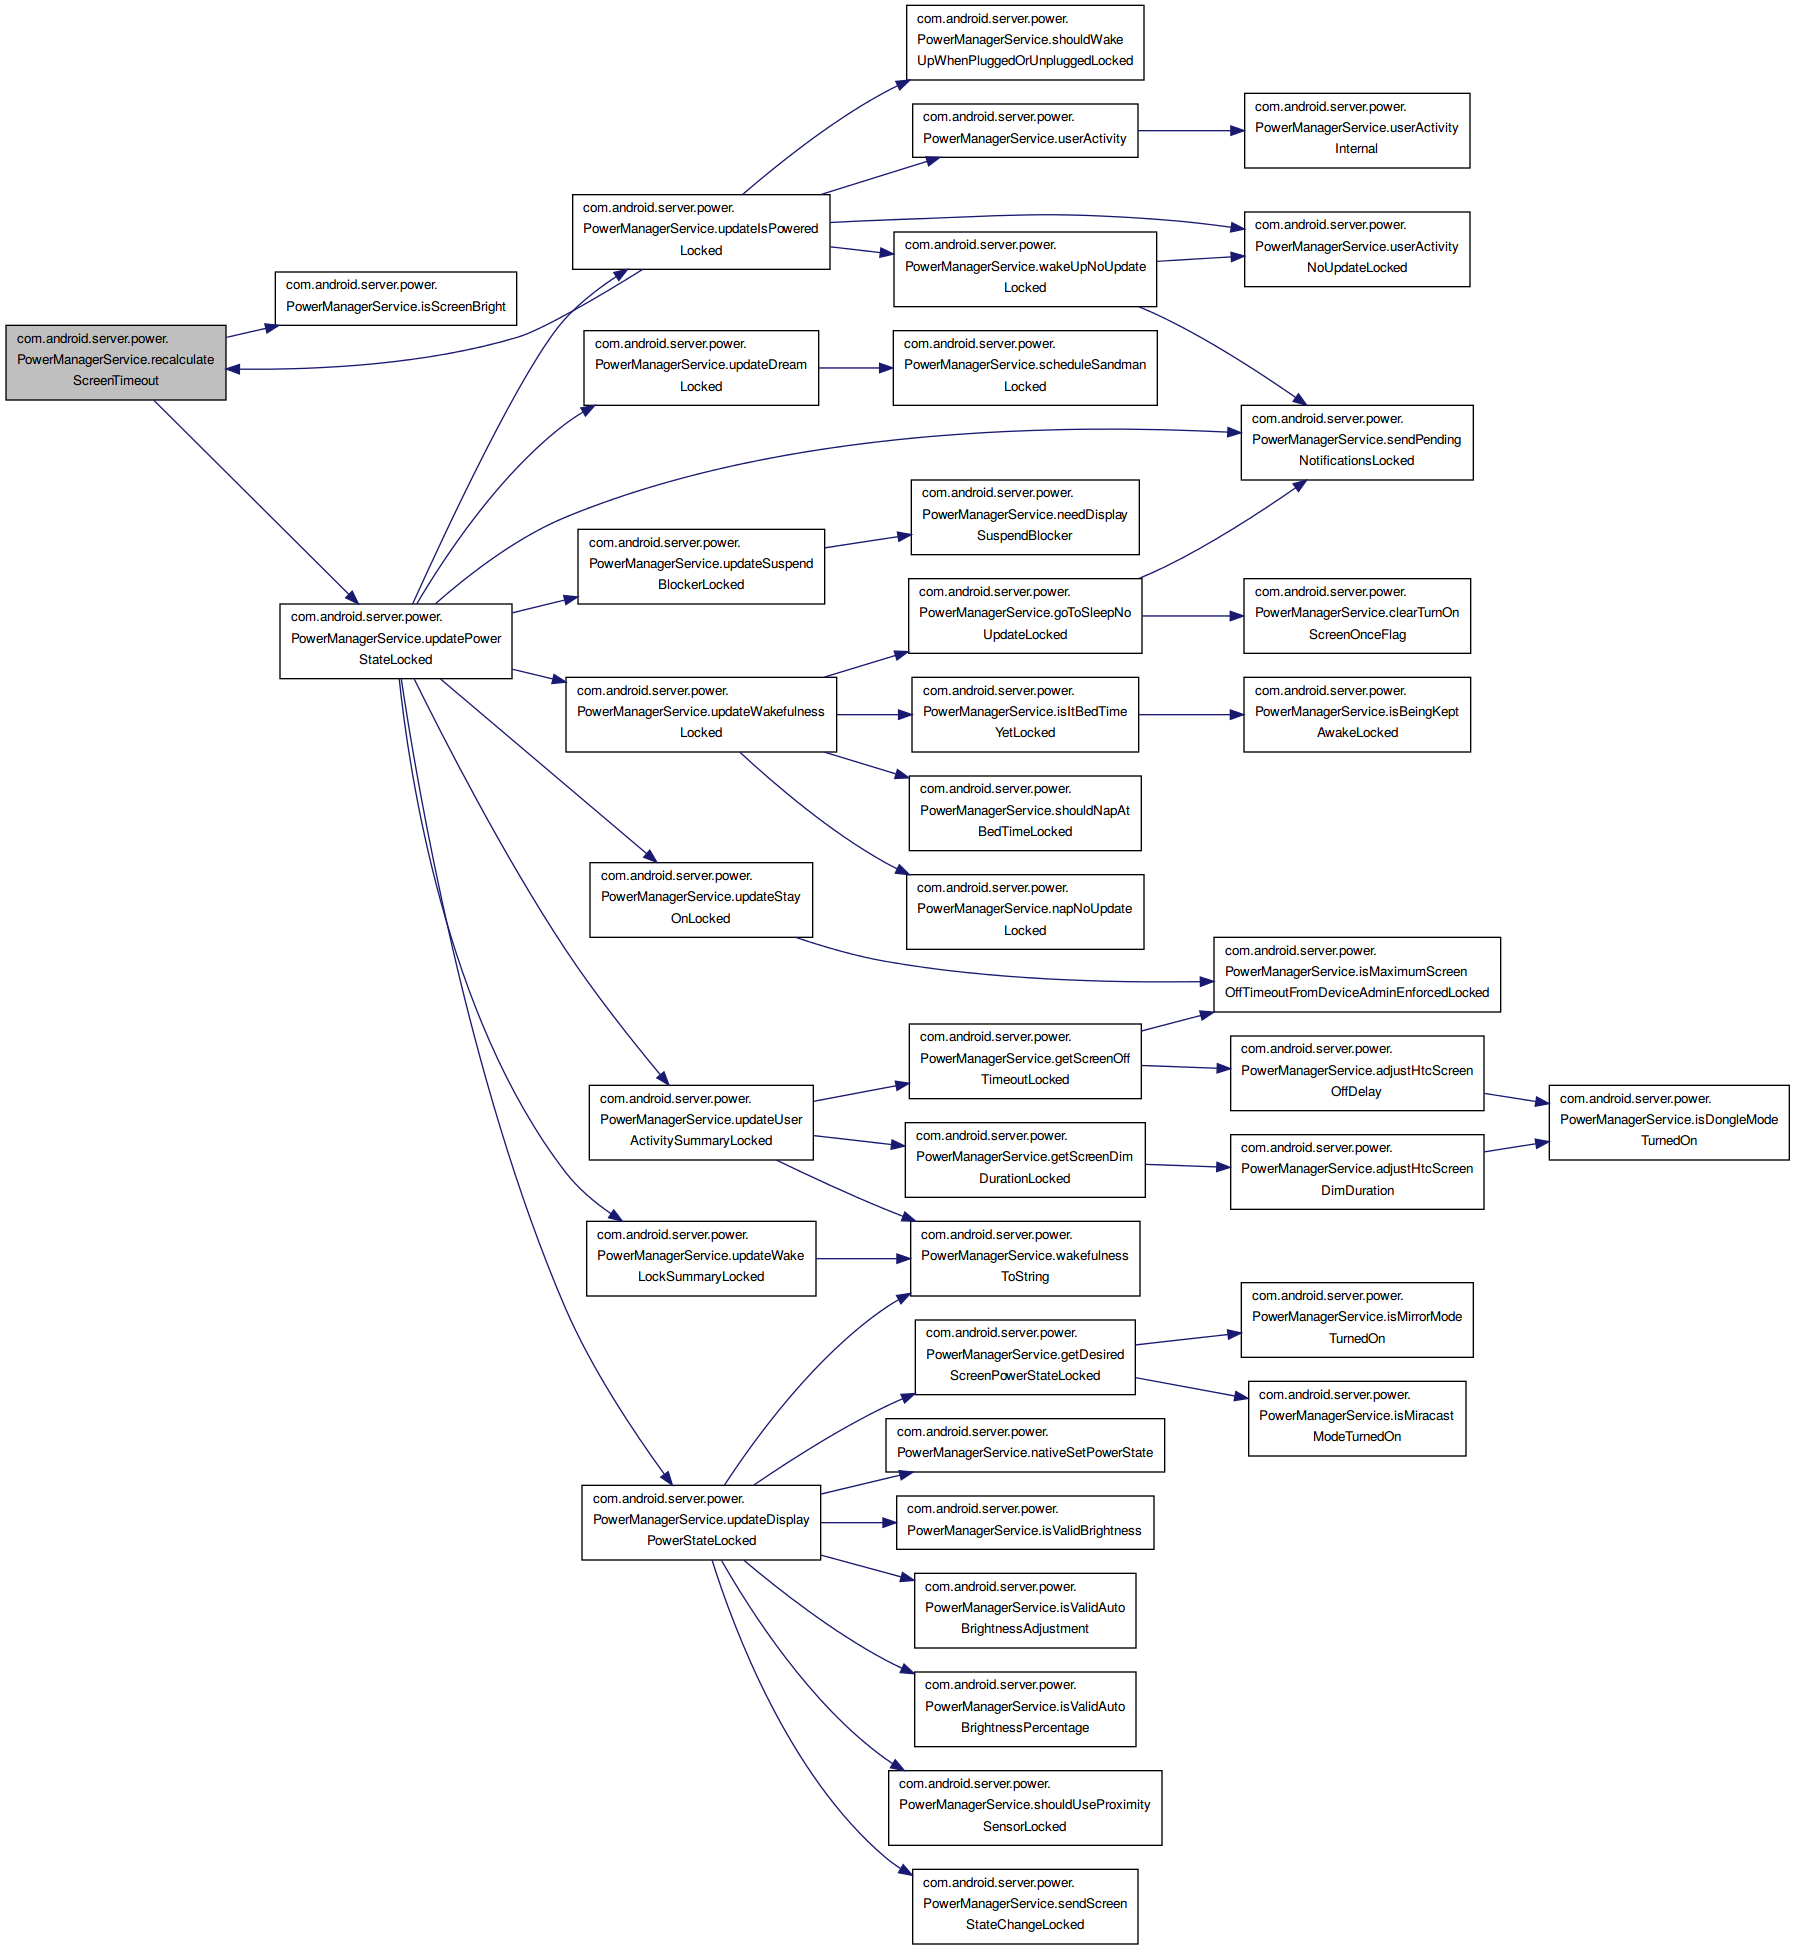 com.android.server.power.
PowerManagerService.recalculate
ScreenTimeout
com.android.server.power.
PowerManagerService.isScreenBright
com.android.server.power.
PowerManagerService.updatePower
StateLocked
com.android.server.power.
PowerManagerService.updateIsPowered
Locked
com.android.server.power.
PowerManagerService.updateDream
Locked
com.android.server.power.
PowerManagerService.updateSuspend
BlockerLocked
com.android.server.power.
PowerManagerService.updateWakefulness
Locked
com.android.server.power.
PowerManagerService.updateStay
OnLocked
com.android.server.power.
PowerManagerService.updateUser
ActivitySummaryLocked
com.android.server.power.
PowerManagerService.updateWake
LockSummaryLocked
com.android.server.power.
PowerManagerService.updateDisplay
PowerStateLocked
com.android.server.power.
PowerManagerService.shouldWake
UpWhenPluggedOrUnpluggedLocked
com.android.server.power.
PowerManagerService.userActivity
com.android.server.power.
PowerManagerService.wakeUpNoUpdate
Locked
com.android.server.power.
PowerManagerService.scheduleSandman
Locked
com.android.server.power.
PowerManagerService.needDisplay
SuspendBlocker
com.android.server.power.
PowerManagerService.goToSleepNo
UpdateLocked
com.android.server.power.
PowerManagerService.isItBedTime
YetLocked
com.android.server.power.
PowerManagerService.shouldNapAt
BedTimeLocked
com.android.server.power.
PowerManagerService.napNoUpdate
Locked
com.android.server.power.
PowerManagerService.getScreenOff
TimeoutLocked
com.android.server.power.
PowerManagerService.getScreenDim
DurationLocked
com.android.server.power.
PowerManagerService.wakefulness
ToString
com.android.server.power.
PowerManagerService.getDesired
ScreenPowerStateLocked
com.android.server.power.
PowerManagerService.nativeSetPowerState
com.android.server.power.
PowerManagerService.isValidBrightness
com.android.server.power.
PowerManagerService.isValidAuto
BrightnessAdjustment
com.android.server.power.
PowerManagerService.isValidAuto
BrightnessPercentage
com.android.server.power.
PowerManagerService.shouldUseProximity
SensorLocked
com.android.server.power.
PowerManagerService.sendScreen
StateChangeLocked
com.android.server.power.
PowerManagerService.userActivity
Internal
com.android.server.power.
PowerManagerService.userActivity
NoUpdateLocked
com.android.server.power.
PowerManagerService.sendPending
NotificationsLocked
com.android.server.power.
PowerManagerService.clearTurnOn
ScreenOnceFlag
com.android.server.power.
PowerManagerService.isBeingKept
AwakeLocked
com.android.server.power.
PowerManagerService.isMaximumScreen
OffTimeoutFromDeviceAdminEnforcedLocked
com.android.server.power.
PowerManagerService.adjustHtcScreen
OffDelay
com.android.server.power.
PowerManagerService.adjustHtcScreen
DimDuration
com.android.server.power.
PowerManagerService.isMirrorMode
TurnedOn
com.android.server.power.
PowerManagerService.isMiracast
ModeTurnedOn
com.android.server.power.
PowerManagerService.isDongleMode
TurnedOn